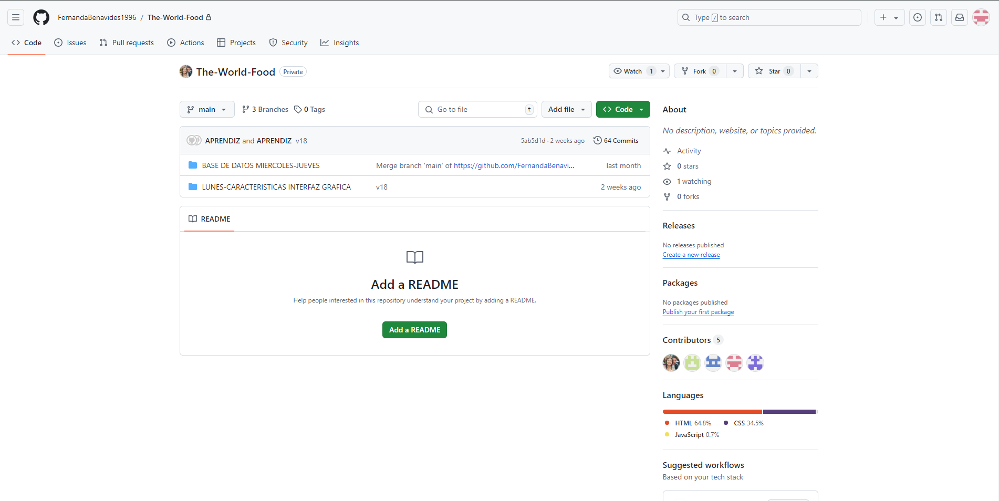 FernandaBenavides1996 / The-World-Food
Type / to search
Code Issues Pull requests Actions Projects Security Insights
The-World-Food Private
Watch 1 Fork 0 Star 0
main 3 Branches 0 Tags
Go to file t Add file Code
APRENDIZ and APRENDIZ v18 5ab5d1d · 2 weeks ago 64 Commits
BASE DE DATOS MIERCOLES-JUEVES Merge branch 'main' of https://github.com/FernandaBenavi... last month
LUNES-CARACTERISTICAS INTERFAZ GRAFICA v18 2 weeks ago
README
Add a README
Help people interested in this repository understand your project by adding a README.
Add a README
About
No description, website, or topics provided.
Activity
0 stars
1 watching
0 forks
Releases
No releases published
Create a new release
Packages
No packages published
Publish your first package
Contributors 5
Languages
HTML 64.8% CSS 34.5%
JavaScript 0.7%
Suggested workflows
Based on your tech stack